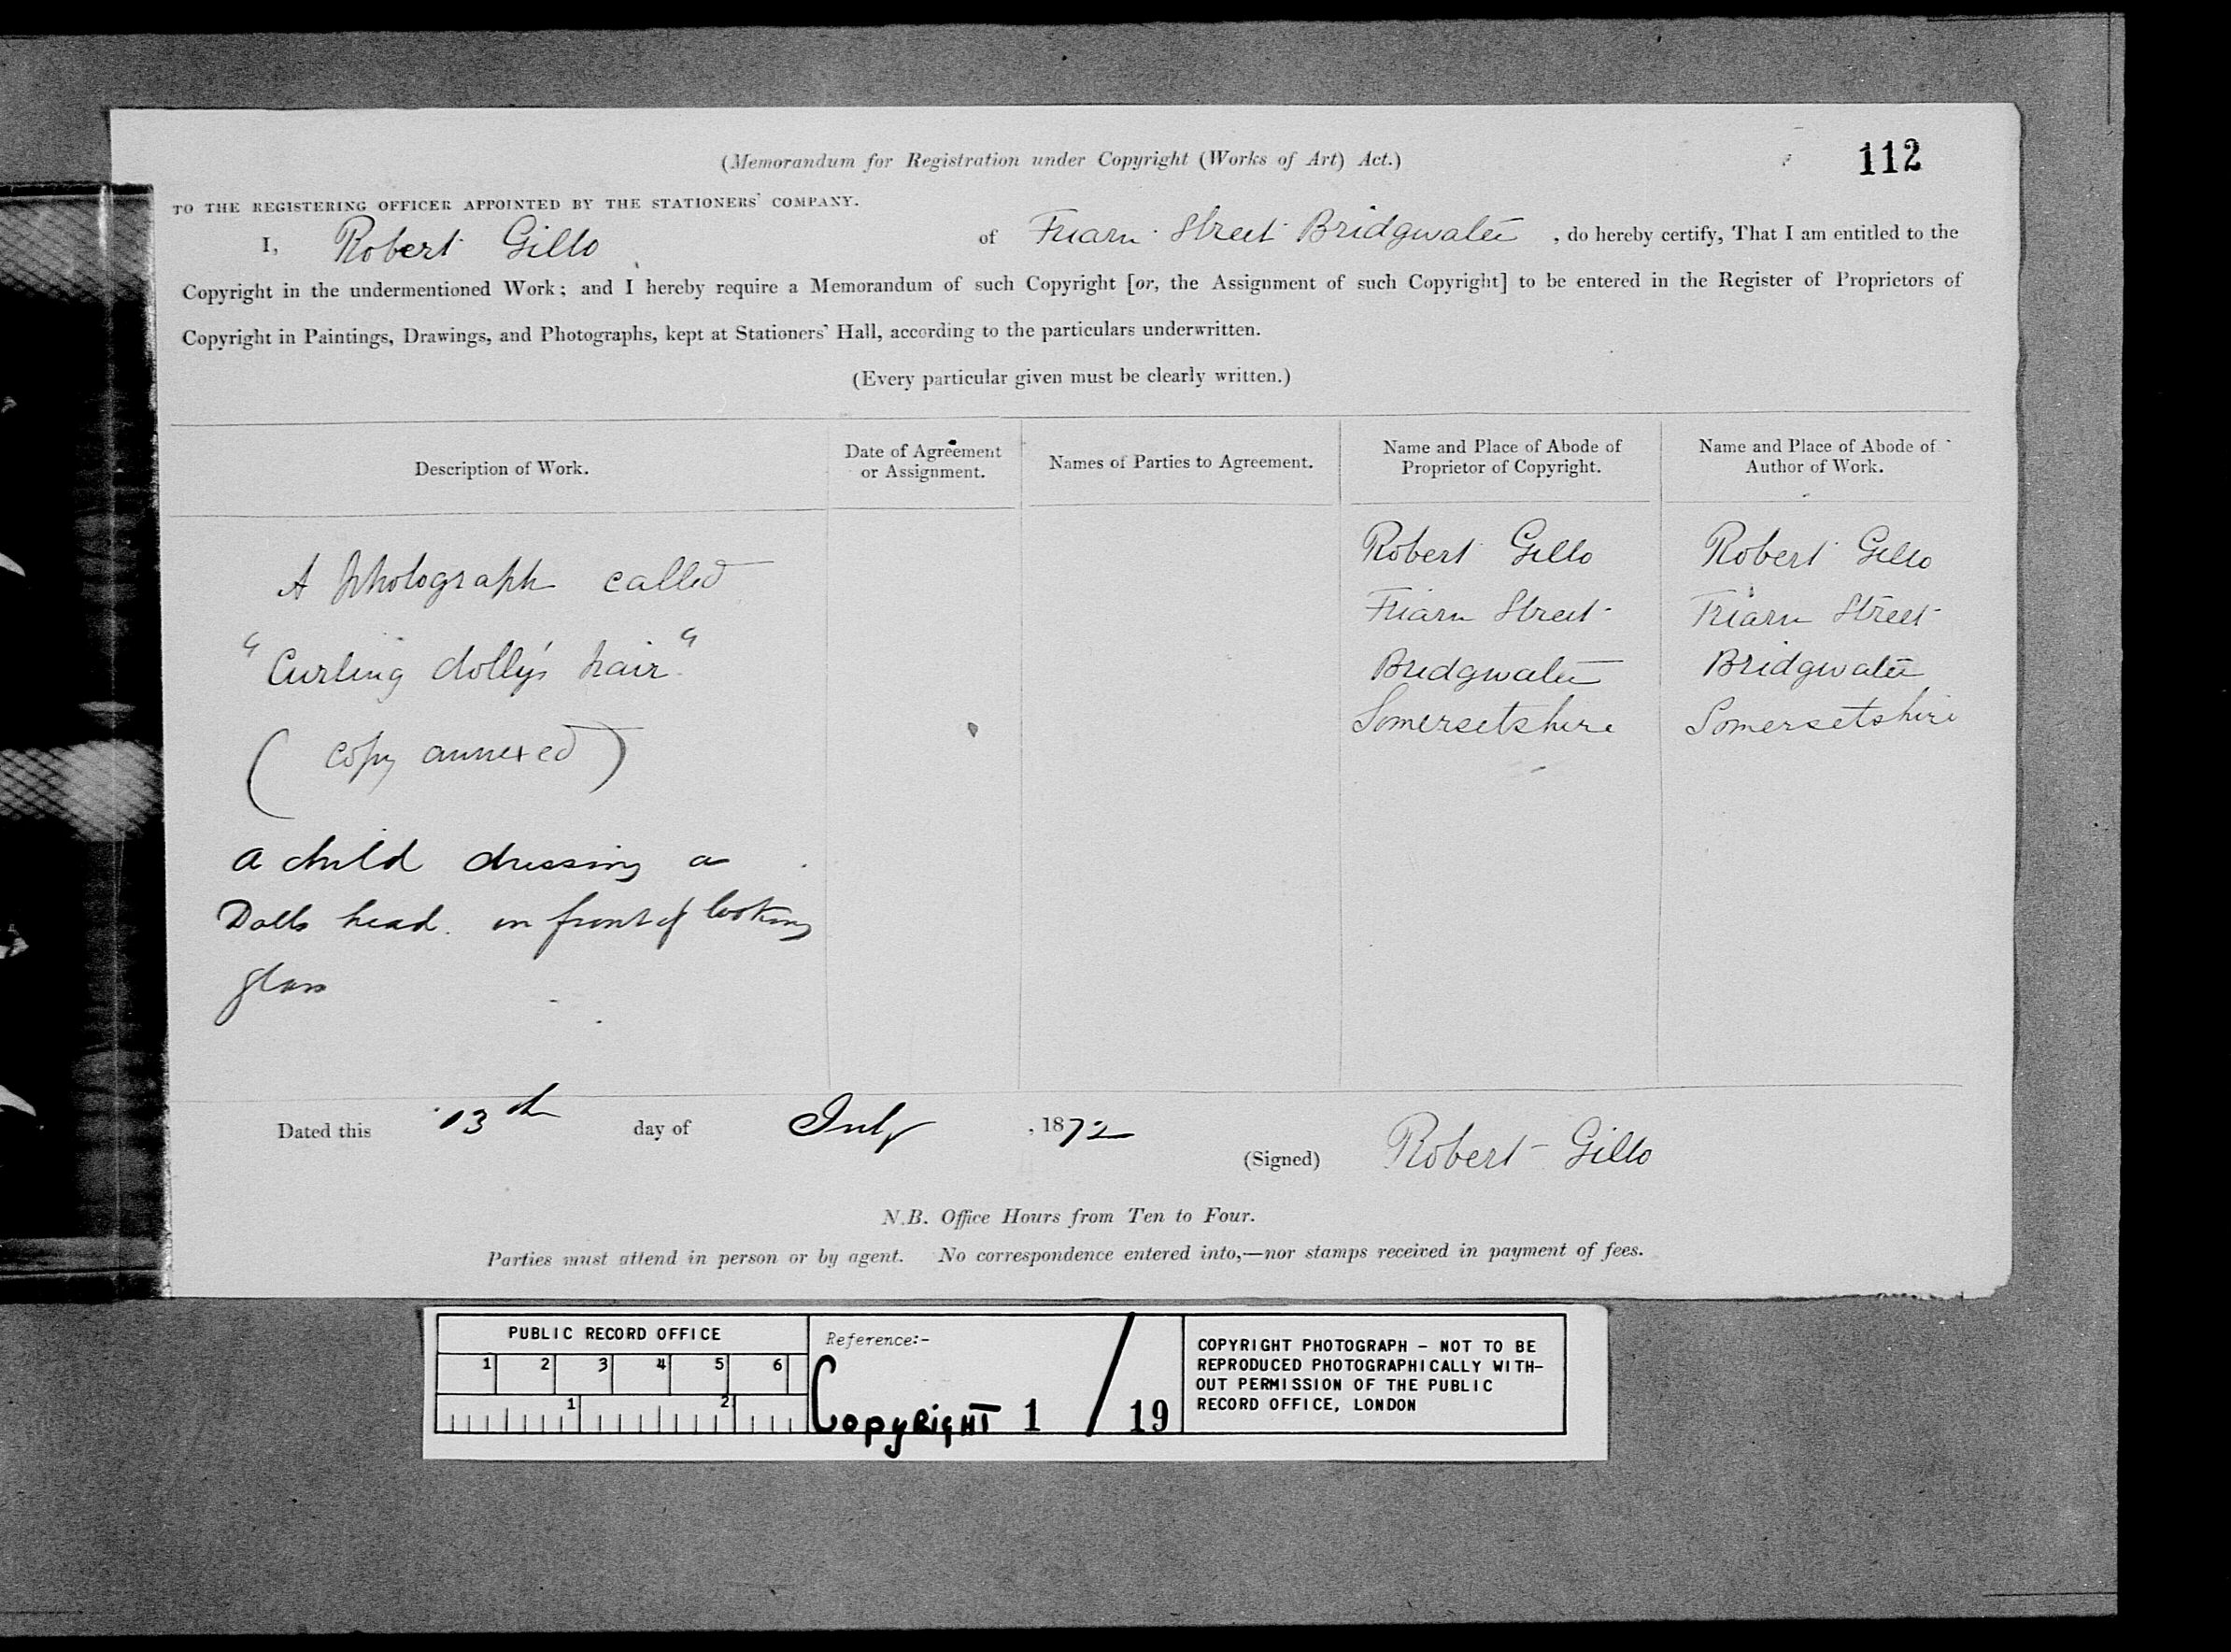 (Memorandum for Registration under Copyright (Works of Art) Act.)
112
TO THE REGISTERING OFFICER APPOINTED BY THE STATIONERS' COMPANY.
I, Robert Gillo of Friarn Street Bridgwater, do hereby certify, That I am entitled to the
Copyright in the undermentioned Work; and I hereby require a Memorandum of such Copyright [or, the Assignment of such Copyright] to be entered in the Register of Proprietors of
Copyright in Paintings, Drawings, and Photographs, kept at Stationers' Hall, according to the particulars underwritten.
(Every particular given must be clearly written.)
Description of Work.
Date of Agreement
or Assignment.
Names of Parties to Agreement.
Name and Place of Abode of
Proprietor of Copyright.
Name and Place of Abode of
Author of Work.
A photograph called
"Curling dolly's hair"
(copy annexed)
a child dressing a
Dolls head. in front of looking
glass
Robert Gillo
Friarn Street
Bridgwater
Somersetshire
Robert Gillo
Friarn Street
Bridgwater
Somersetshire
Dated this 13th day of July, 1872
(Signed) Robert Gillo
N.B. Office Hours from Ten to Four.
Parties must attend in person or by agent. No correspondence entered into,—nor stamps received in payment of fees.
PUBLIC RECORD OFFICE
1 2 3 4 5 6
1 2
Reference:-
Copyright 1 / 19
COPYRIGHT PHOTOGRAPH - NOT TO BE
REPRODUCED PHOTOGRAPHICALLY WITH-
OUT PERMISSION OF THE PUBLIC
RECORD OFFICE, LONDON